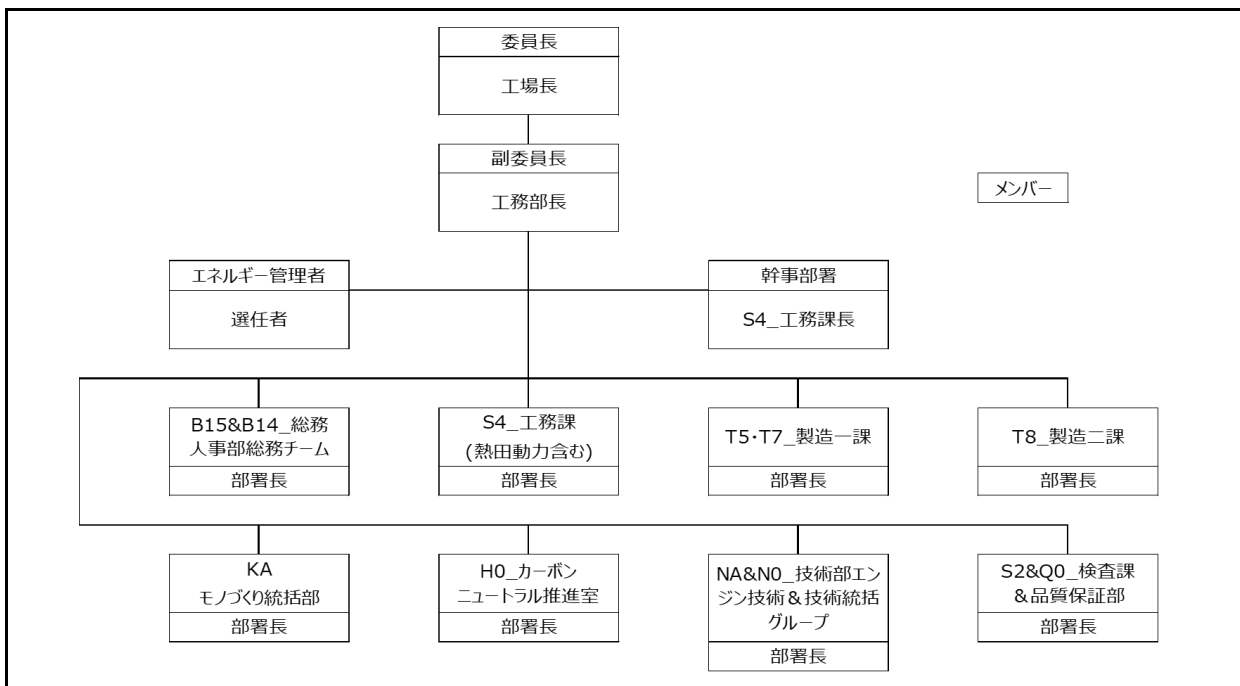 委員長
工場長
副委員長
工務部長
メンバー
エネルギー管理者
選任者
幹事部署
S4_工務課長
B15&B14_総務
人事部総務チーム
部署長
S4_工務課
(熱田動力含む)
部署長
T5・T7_製造一課
部署長
T8_製造二課
部署長
KA
モノづくり統括部
部署長
H0_カーボン
ニュートラル推進室
部署長
NA&N0_技術部エン
ジン技術＆技術統括
グループ
部署長
S2&Q0_検査課
＆品質保証部
部署長